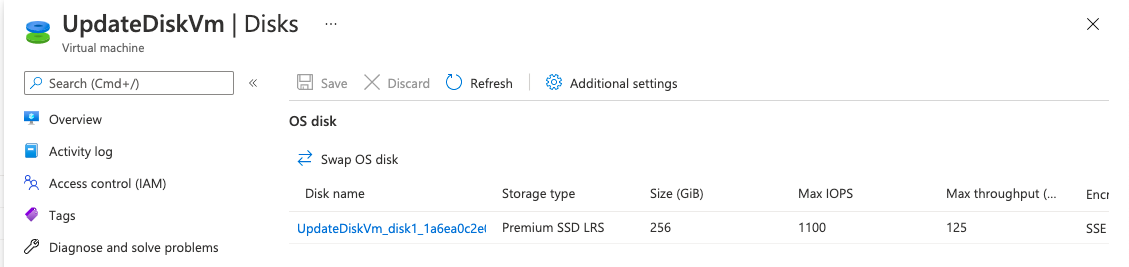 UpdateDiskVm | Disks ...
Virtual machine
Search (Cmd+/) «
Save Discard Refresh Additional settings
Overview
Activity log
Access control (IAM)
Tags
Diagnose and solve problems
OS disk
Swap OS disk
Disk name Storage type Size (GiB) Max IOPS Max throughput (... Encr
UpdateDiskVm_disk1_1a6ea0c2e Premium SSD LRS 256 1100 125 SSE